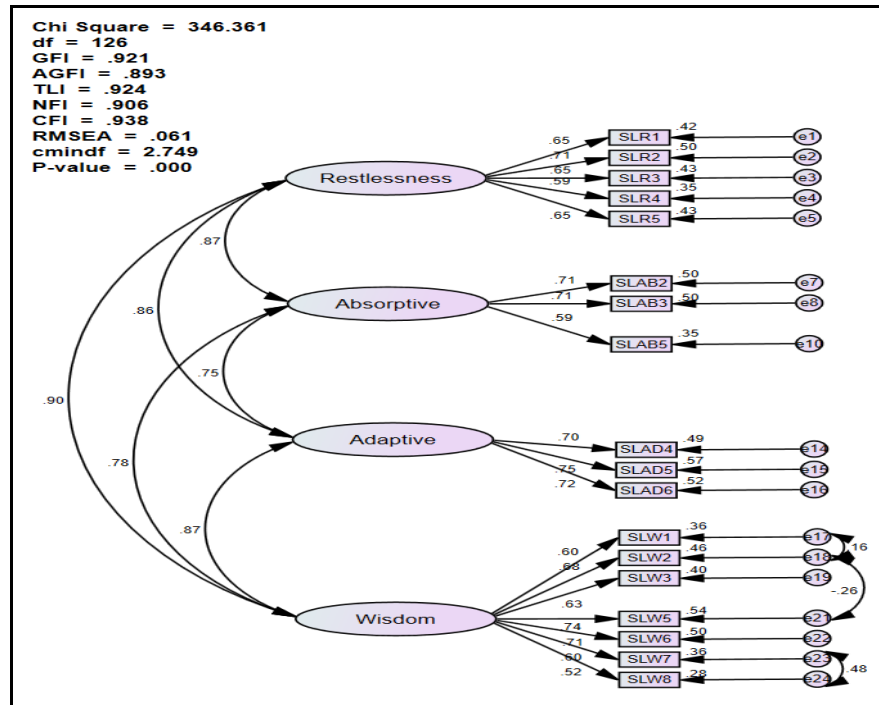 Chi Square = 346.361
df = 126
GFI = .921
AGFI = .893
TLI = .924
NFI = .906
CFI = .938
RMSEA = .061
cmindf = 2.749
P-value = .000
.65 SLR1 .42 e1
.71 SLR2 .50 e2
Restlessness .65 SLR3 .43 e3
.59 SLR4 .35 e4
.65 SLR5 .43 e5
.87
.71 SLAB2 .50 e7
Absorptive .71 SLAB3 .50 e8
.86
.59 SLAB5 .35 e10
.75
.90
Adaptive .70 SLAD4 .49 e14
.75 SLAD5 .57 e15
.78
.72 SLAD6 .52 e16
.87
.60 SLW1 .36 e17
.16
.68 SLW2 .46 e18
.63 SLW3 .40 e19
-.26
Wisdom .74 SLW5 .54 e21
.71 SLW6 .50 e22
.60 SLW7 .36 e23
.48
.52 SLW8 .28 e24